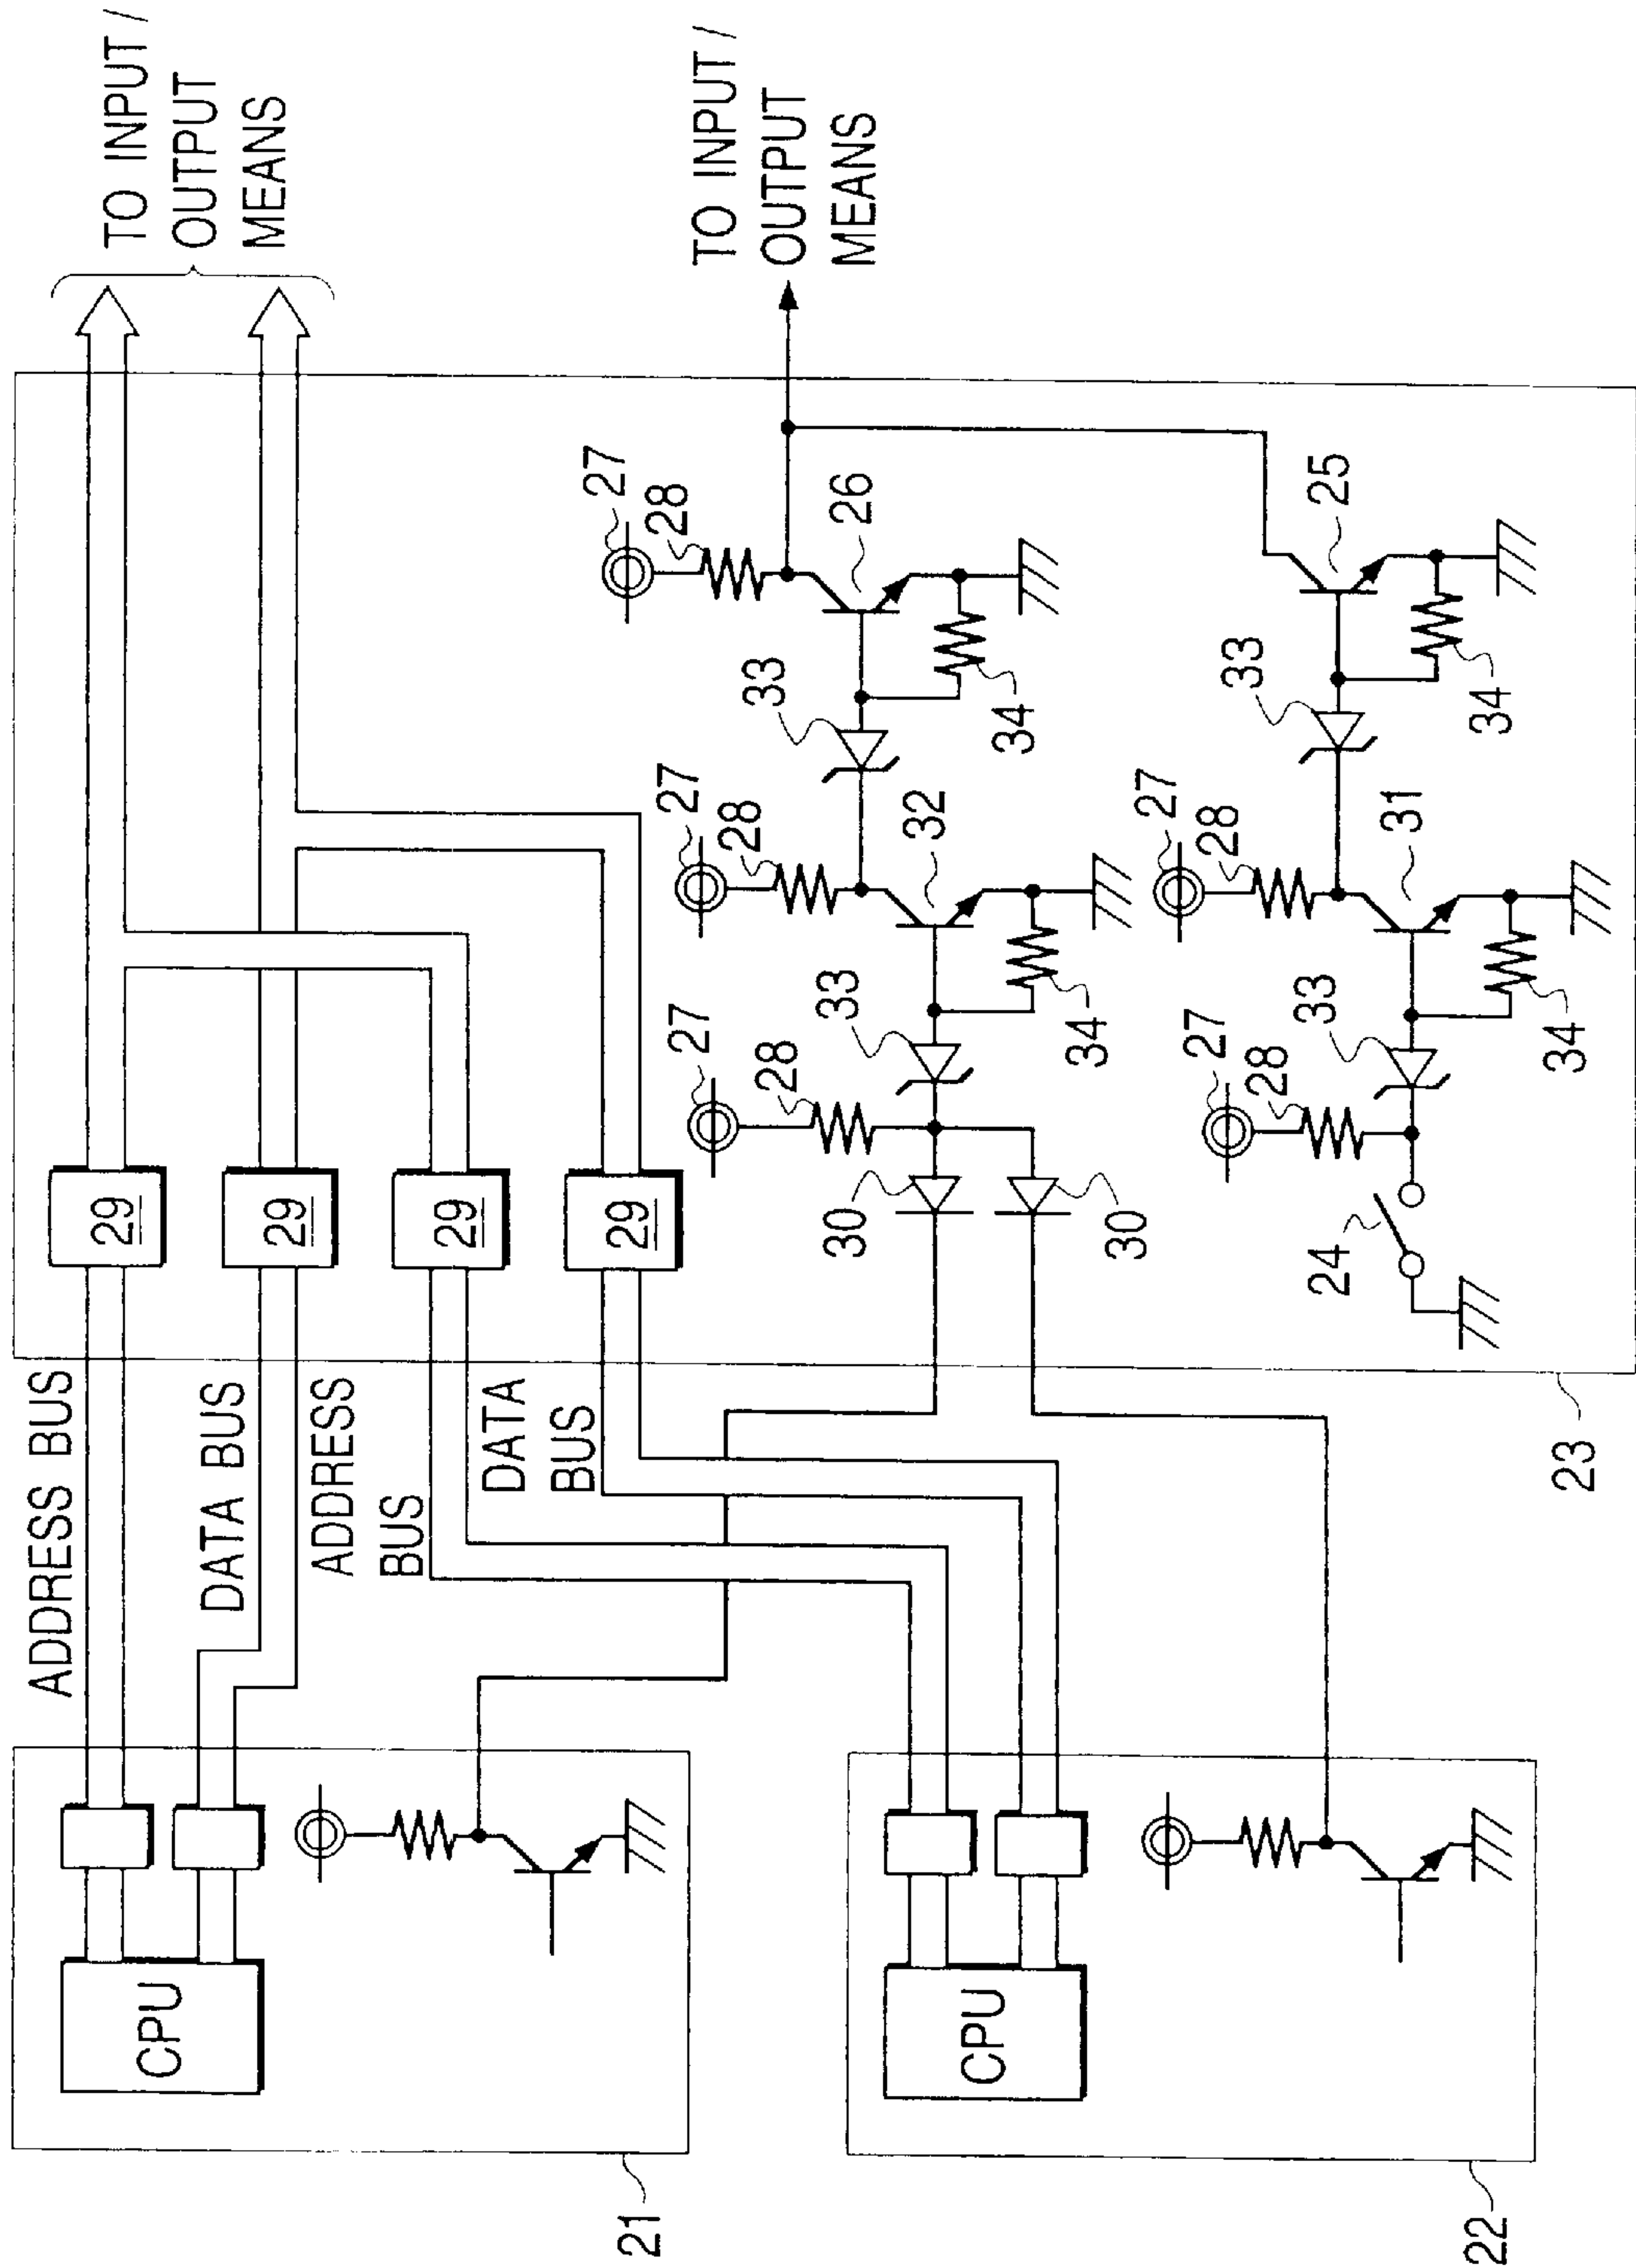 TO INPUT /
OUTPUT
MEANS
TO INPUT /
OUTPUT
MEANS
ADDRESS BUS
DATA BUS
ADDRESS
BUS
DATA
BUS
29
29
29
29
27
28
26
33
34
27
28
32
33
34
27
28
30
30
25
33
34
27
28
31
33
34
27
28
24
23
CPU
21
CPU
22